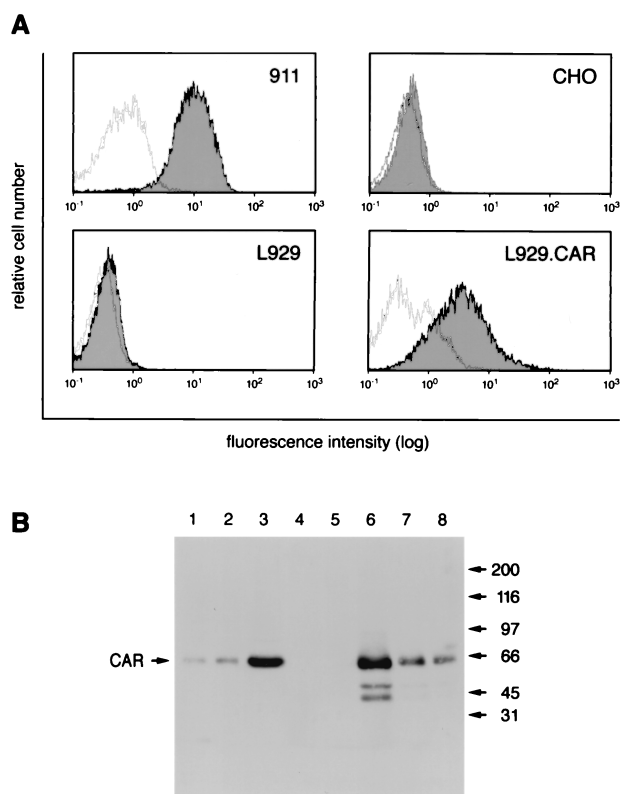 A
911
CHO
10-1 100 101 102 103
10-1 100 101 102 103
L929
L929.CAR
10-1 100 101 102 103
10-1 100 101 102 103
relative cell number
fluorescence intensity (log)
B
1 2 3 4 5 6 7 8
200
116
97
CAR
66
45
31